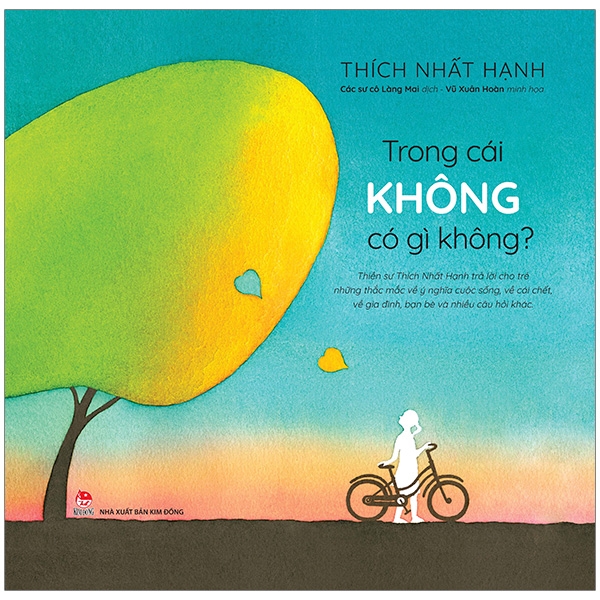 THÍCH NHẤT HẠNH
Các sư cô Làng Mai dịch - Vũ Xuân Hoàn minh họa
Trong cái
KHÔNG
có gì không?
Thiền sư Thích Nhất Hạnh trả lời cho trẻ
những thắc mắc về ý nghĩa cuộc sống, về cái chết,
về gia đình, bạn bè và nhiều câu hỏi khác.
KIM ĐỒNG
NHÀ XUẤT BẢN KIM ĐỒNG